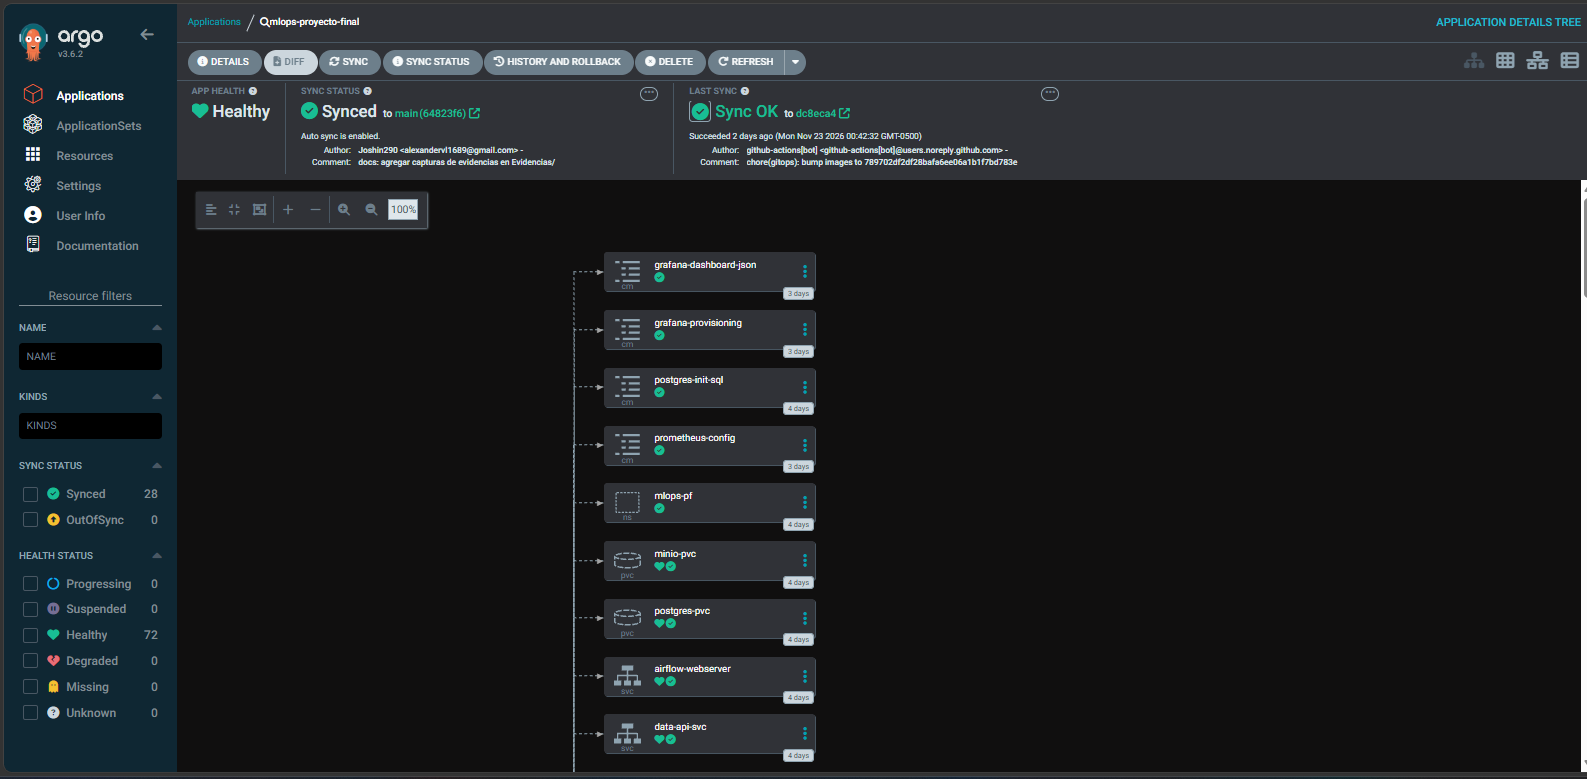 argo
v3.6.2
Applications
ApplicationSets
Resources
Settings
User Info
Documentation
Resource filters
NAME
NAME
KINDS
KINDS
SYNC STATUS
Synced 28
OutOfSync 0
HEALTH STATUS
Progressing 0
Suspended 0
Healthy 72
Degraded 0
Missing 0
Unknown 0
Applications / mlops-proyecto-final
APPLICATION DETAILS TREE
DETAILS DIFF SYNC SYNC STATUS HISTORY AND ROLLBACK DELETE REFRESH
APP HEALTH
Healthy
SYNC STATUS
Synced to main (64823f6)
Auto sync is enabled.
Author: Joshin290 <alexandervl1689@gmail.com> -
Comment: docs: agregar capturas de evidencias en Evidencias/
LAST SYNC
Sync OK to dc8eca4
Succeeded 2 days ago (Mon Nov 23 2026 00:42:32 GMT-0500)
Author: github-actions[bot] <github-actions[bot]@users.noreply.github.com> -
Comment: chore(gitops): bump images to 789702df2df28bafa6ee06a1b1f7bd783e
100%
grafana-dashboard-json
cm
3 days
grafana-provisioning
cm
3 days
postgres-init-sql
cm
4 days
prometheus-config
cm
3 days
mlops-pf
ns
4 days
minio-pvc
pvc
4 days
postgres-pvc
pvc
4 days
airflow-webserver
svc
4 days
data-api-svc
svc
4 days